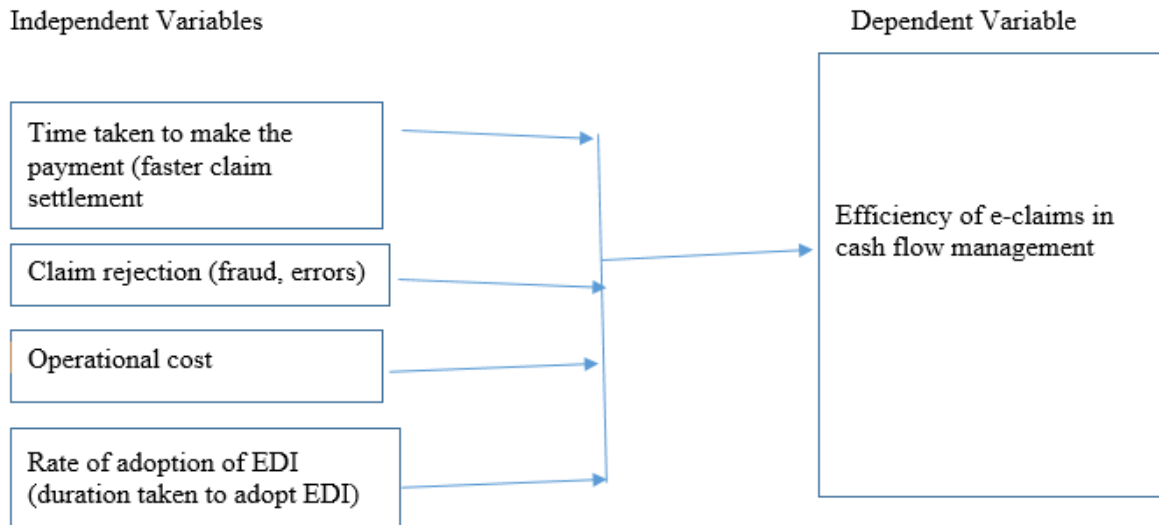 Independent Variables
Dependent Variable
Time taken to make the
payment (faster claim
settlement
Claim rejection (fraud, errors)
Operational cost
Rate of adoption of EDI
(duration taken to adopt EDI)
Efficiency of e-claims in
cash flow management